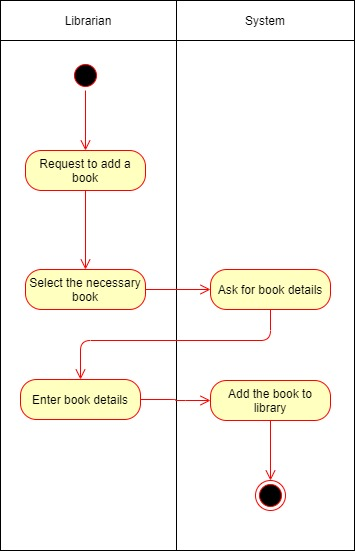 Librarian
System
Request to add a
book
Select the necessary
book
Ask for book details
Enter book details
Add the book to
library